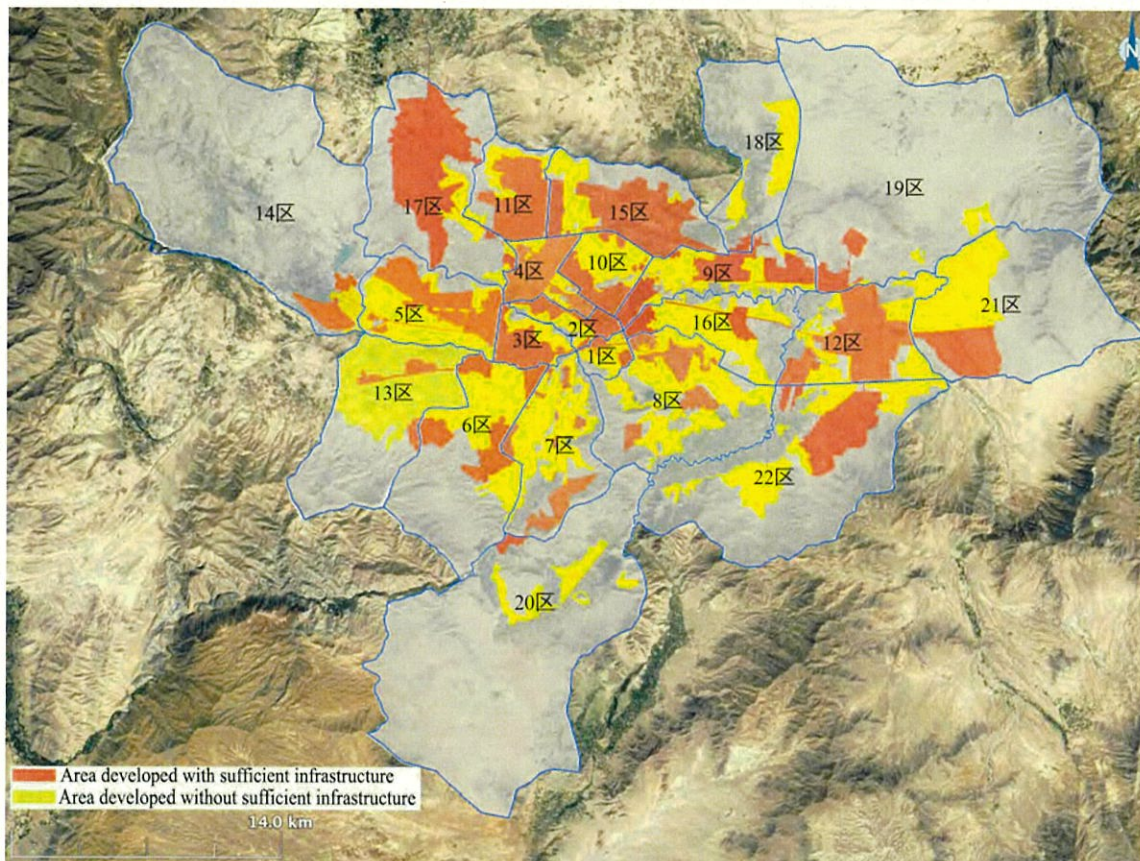 N
18区
19区
14区
17区
11区
15区
4区
10区
9区
21区
5区
2区
16区
3区
12区
1区
13区
8区
6区
7区
22区
20区
Area developed with sufficient infrastructure
Area developed without sufficient infrastructure
14.0 km